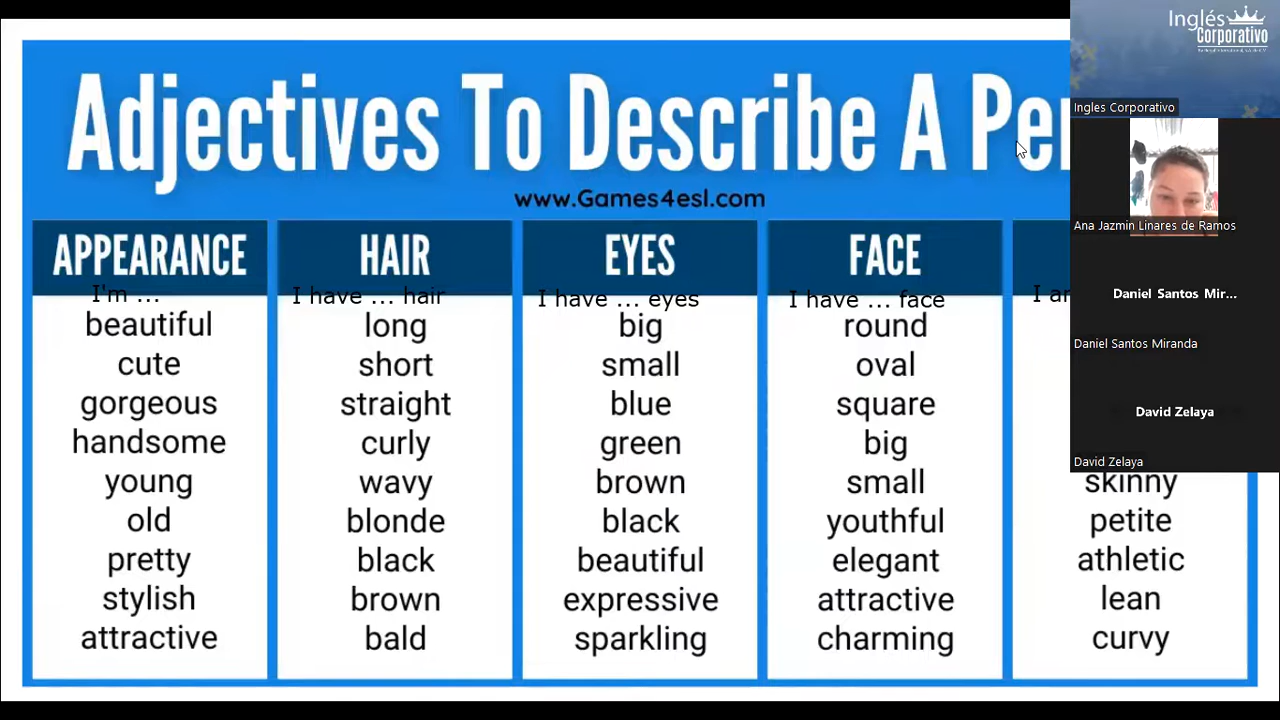 Adjectives To Describe A Per
www.Games4esl.com
APPEARANCE
I'm ...
beautiful
cute
gorgeous
handsome
young
old
pretty
stylish
attractive
HAIR
I have ... hair
long
short
straight
curly
wavy
blonde
black
brown
bald
EYES
I have ... eyes
big
small
blue
green
brown
black
beautiful
expressive
sparkling
FACE
I have ... face
round
oval
square
big
small
youthful
elegant
attractive
charming
skinny
petite
athletic
lean
curvy
Inglés
Corporativo
Ingles Corporativo
Ana Jazmin Linares de Ramos
Daniel Santos Mir...
Daniel Santos Miranda
David Zelaya
David Zelaya